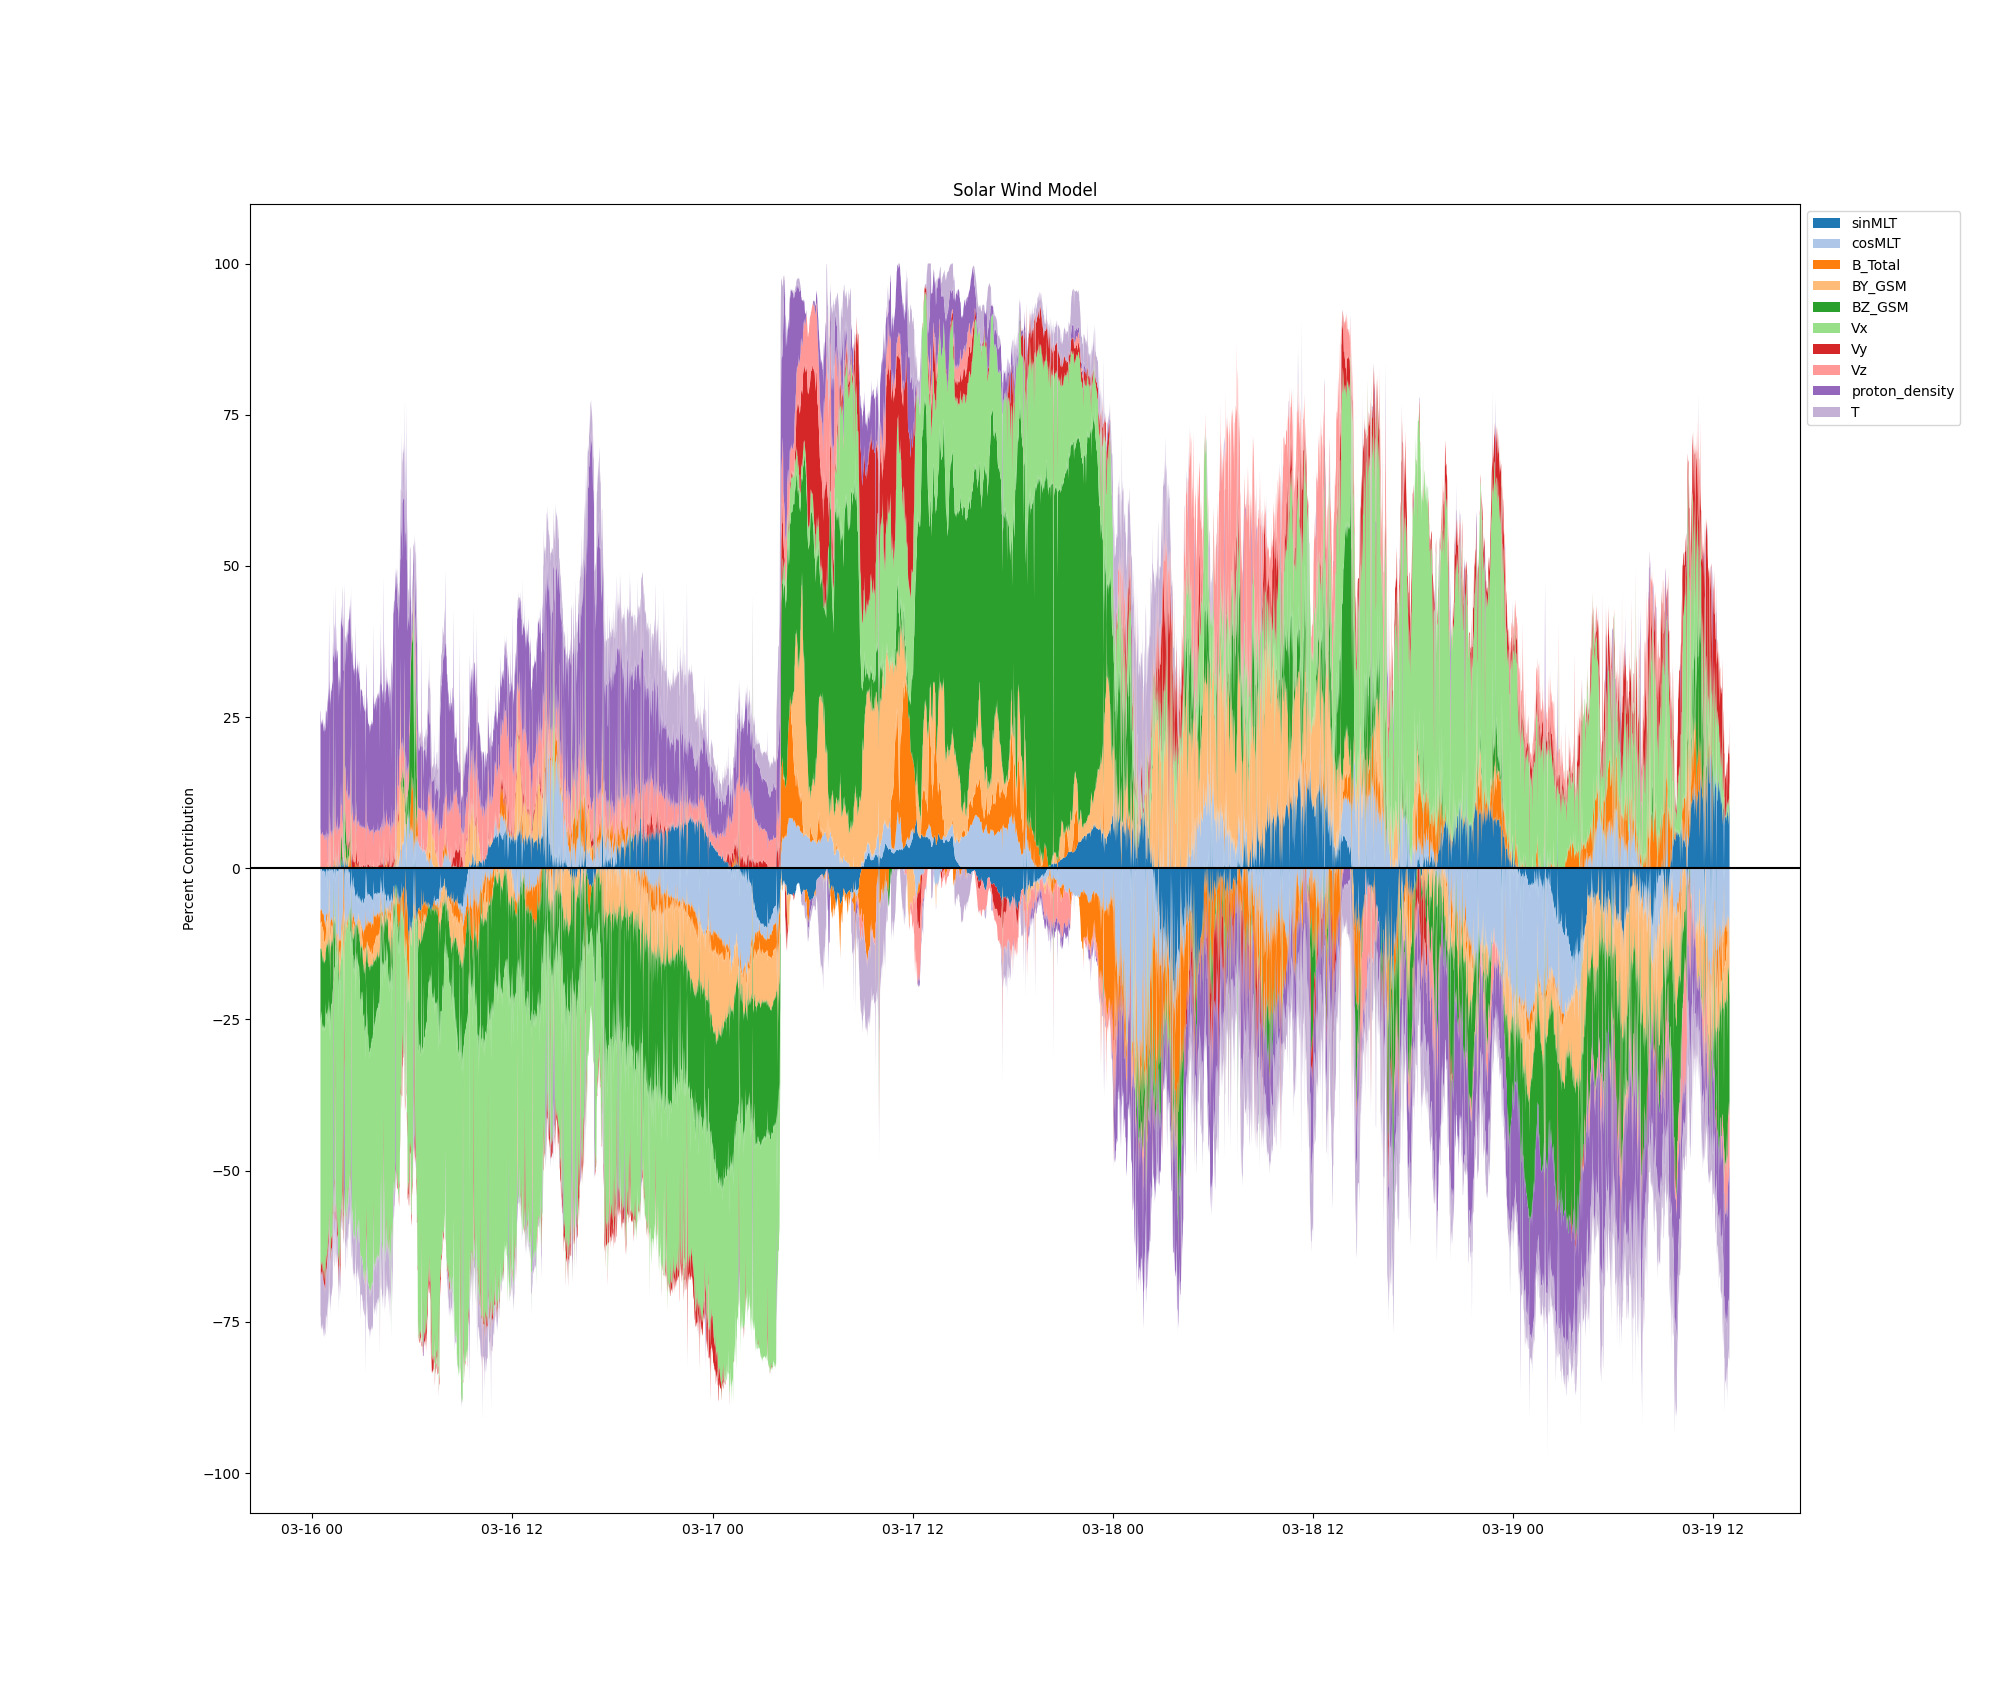 Solar Wind Model
sinMLT
cosMLT
B_Total
BY_GSM
BZ_GSM
Vx
Vy
Vz
proton_density
T
100
75
50
25
0
−25
−50
−75
−100
Percent Contribution
03-16 00 03-16 12 03-17 00 03-17 12 03-18 00 03-18 12 03-19 00 03-19 12